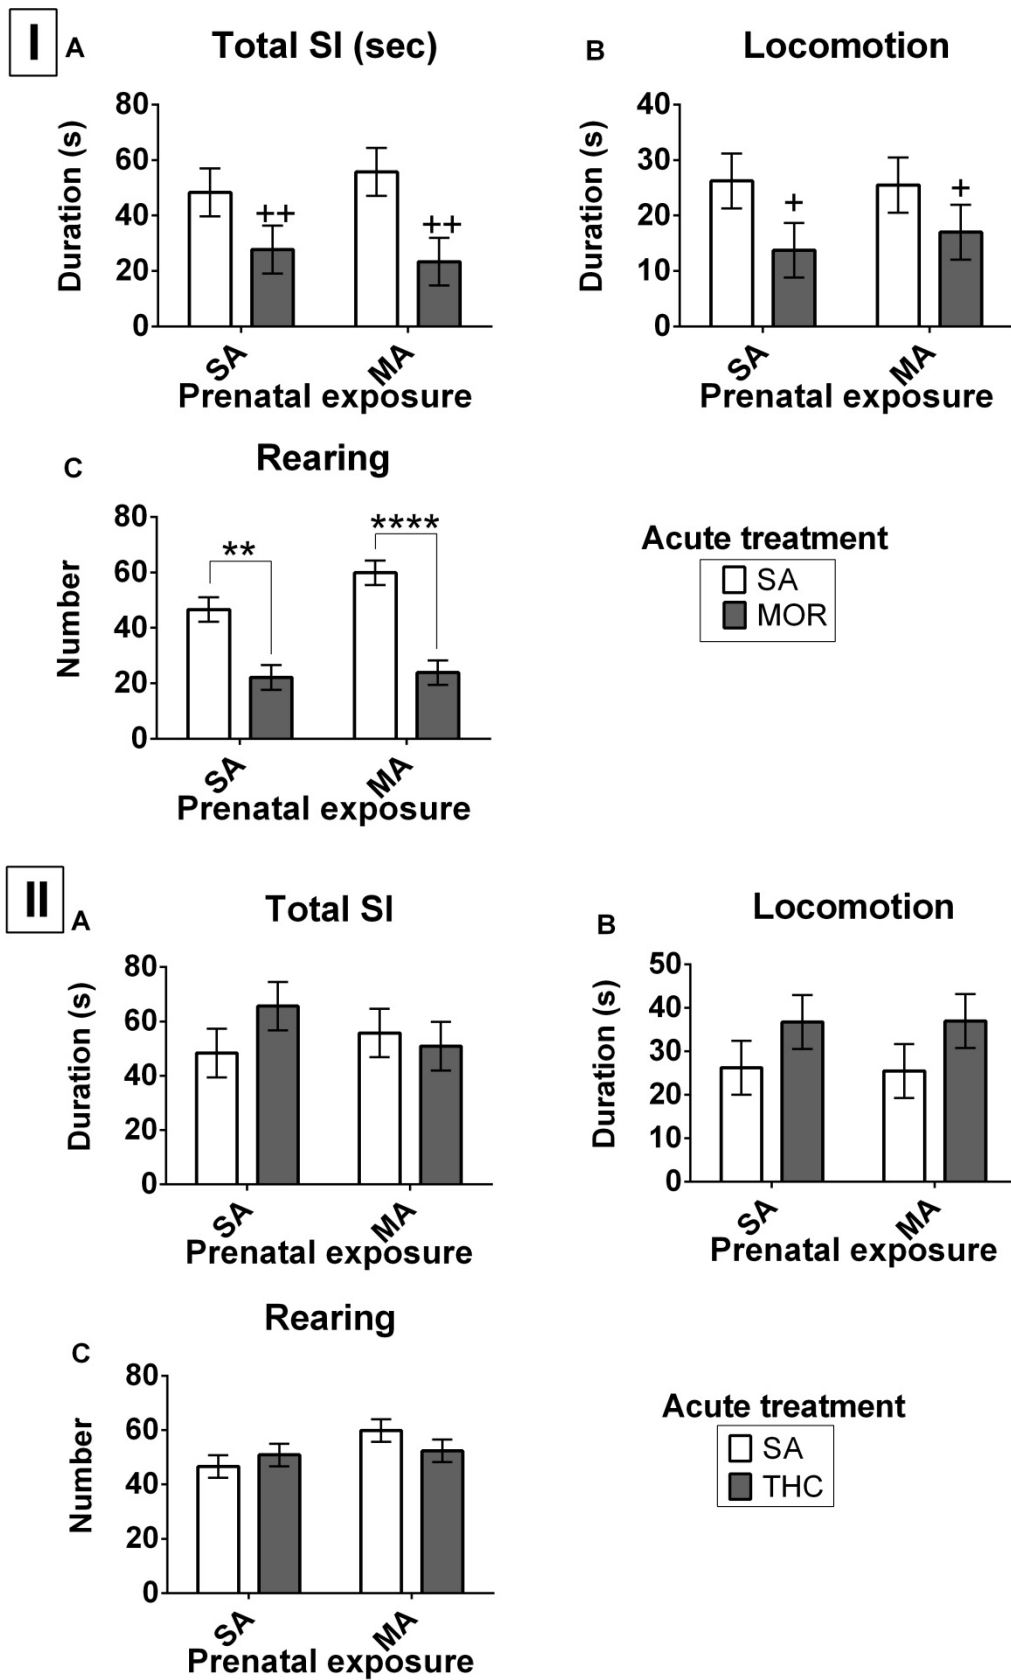 I
A
Total SI (sec)
Duration (s)
80
60
40
20
0
++
++
SA
MA
Prenatal exposure
B
Locomotion
Duration (s)
40
30
20
10
0
+
+
SA
MA
Prenatal exposure
C
Rearing
Number
80
60
40
20
0
**
****
SA
MA
Prenatal exposure
Acute treatment
SA
MOR
II
A
Total SI
Duration (s)
80
60
40
20
0
SA
MA
Prenatal exposure
B
Locomotion
Duration (s)
50
40
30
20
10
0
SA
MA
Prenatal exposure
C
Rearing
Number
80
60
40
20
0
SA
MA
Prenatal exposure
Acute treatment
SA
THC